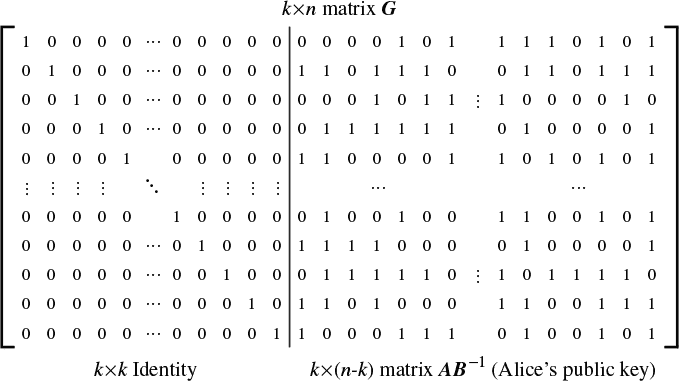 k×n matrix G
1 0 0 0 0 ⋯ 0 0 0 0 0 0 0 0 0 1 0 1 1 1 1 0 1 0 1
0 1 0 0 0 ⋯ 0 0 0 0 0 1 1 0 1 1 1 0 0 1 1 0 1 1 1
0 0 1 0 0 ⋯ 0 0 0 0 0 0 0 0 1 0 1 1 ⋮ 1 0 0 0 0 1 0
0 0 0 1 0 ⋯ 0 0 0 0 0 0 1 1 1 1 1 1 0 1 0 0 0 0 1
0 0 0 0 1 0 0 0 0 0 1 1 0 0 0 0 1 1 0 1 0 1 0 1
⋮ ⋮ ⋮ ⋮ ⋱ ⋮ ⋮ ⋮ ⋮ ⋯ ⋯
0 0 0 0 0 1 0 0 0 0 0 1 0 0 1 0 0 1 1 0 0 1 0 1
0 0 0 0 0 ⋯ 0 1 0 0 0 1 1 1 1 0 0 0 0 1 0 0 0 0 1
0 0 0 0 0 ⋯ 0 0 1 0 0 0 0 1 1 1 1 0 ⋮ 1 0 1 1 1 1 0
0 0 0 0 0 ⋯ 0 0 0 1 0 1 1 0 1 0 0 0 1 1 0 0 1 1 1
0 0 0 0 0 ⋯ 0 0 0 0 1 1 0 0 0 1 1 1 0 1 0 0 1 0 1
k×k Identity k×(n-k) matrix AB⁻¹ (Alice's public key)